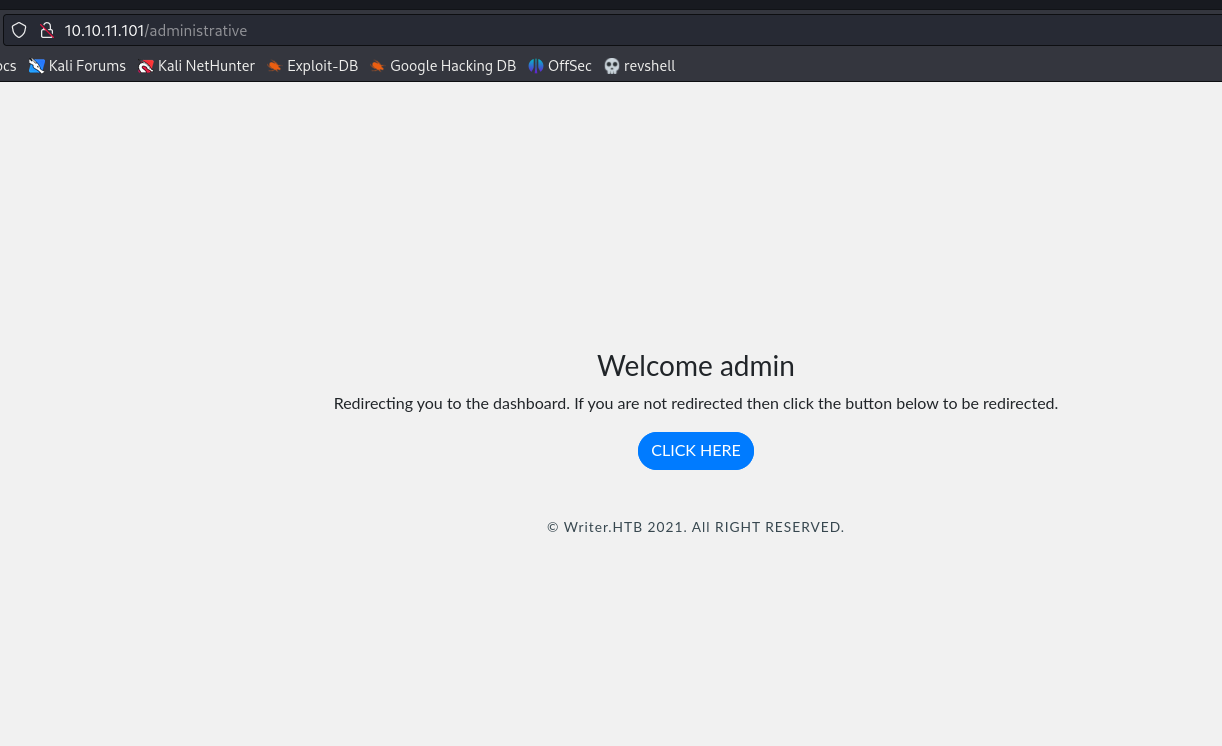 10.10.11.101/administrative
ocs Kali Forums Kali NetHunter Exploit-DB Google Hacking DB OffSec revshell
Welcome admin
Redirecting you to the dashboard. If you are not redirected then click the button below to be redirected.
CLICK HERE
© Writer.HTB 2021. All RIGHT RESERVED.